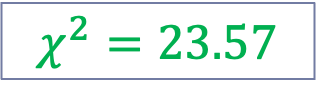 χ² = 23.57